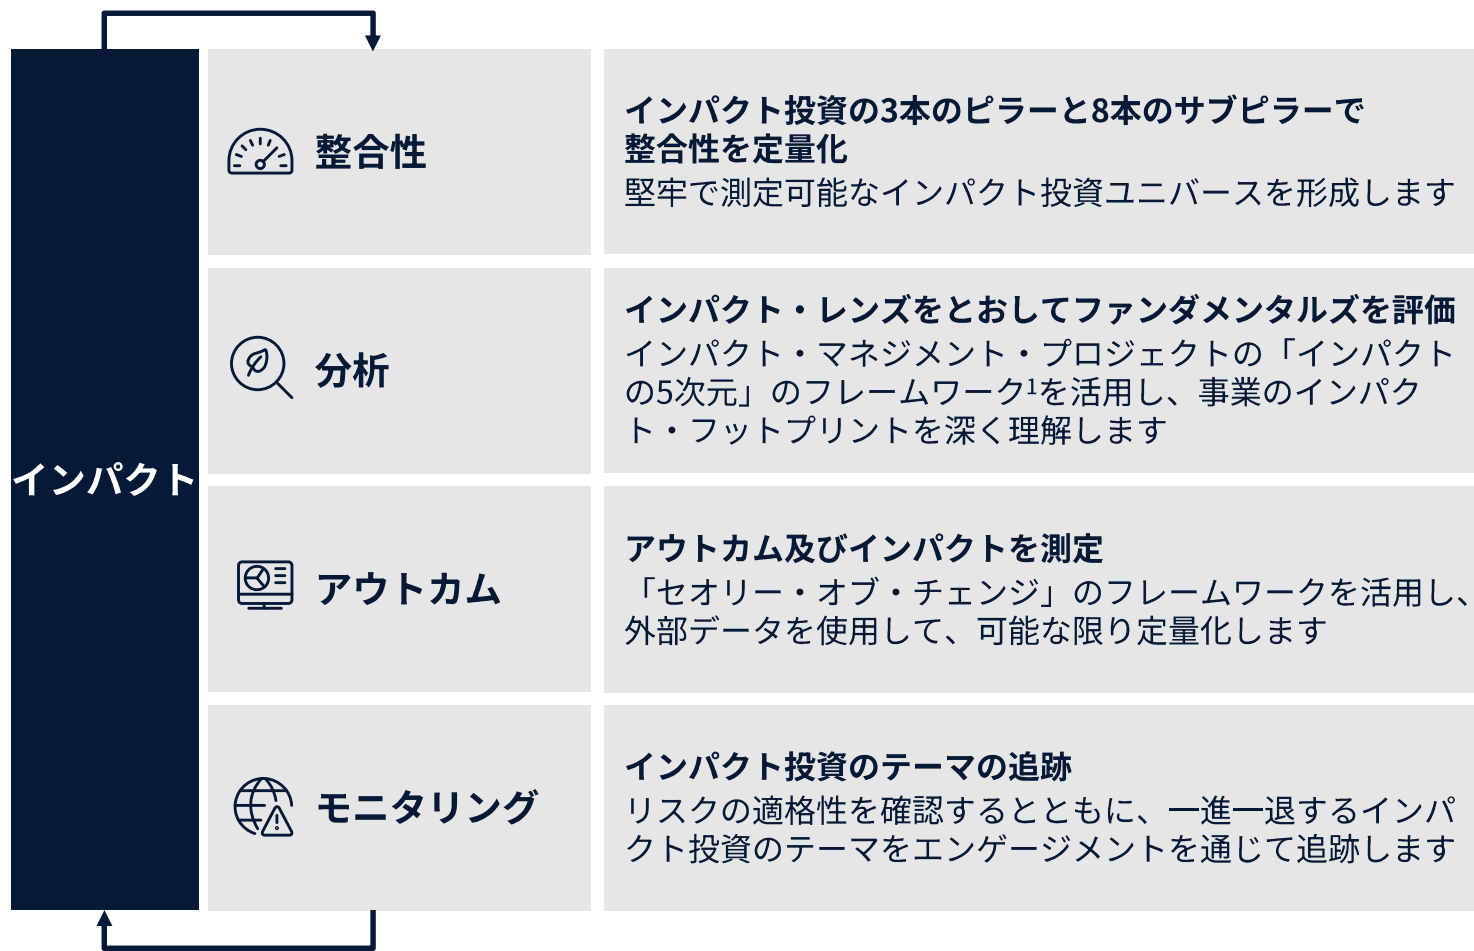 インパクト
整合性
インパクト投資の3本のピラーと8本のサブピラーで
整合性を定量化
堅牢で測定可能なインパクト投資ユニバースを形成します
分析
インパクト・レンズをとおしてファンダメンタルズを評価
インパクト・マネジメント・プロジェクトの「インパクト
の5次元」のフレームワーク¹を活用し、事業のインパク
ト・フットプリントを深く理解します
アウトカム
アウトカム及びインパクトを測定
「セオリー・オブ・チェンジ」のフレームワークを活用し、
外部データを使用して、可能な限り定量化します
モニタリング
インパクト投資のテーマの追跡
リスクの適格性を確認するとともに、一進一退するインパ
クト投資のテーマをエンゲージメントを通じて追跡します